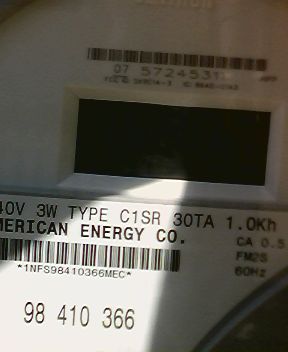 07 5724531
40V 3W TYPE C1SR 30TA 1.0Kh
MERICAN ENERGY CO.
CA 0.5
FM2S
60Hz
*1NFS98410366MEC*
98 410 366